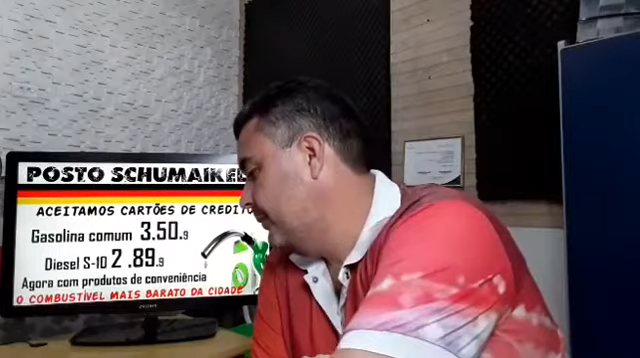 POSTO SCHUMAIKEL
ACEITAMOS CARTÕES DE CREDITO
Gasolina comum 3.50.9
Diesel S-10 2.89.9
Agora com produtos de conveniência
O COMBUSTÍVEL MAIS BARATO DA CIDADE